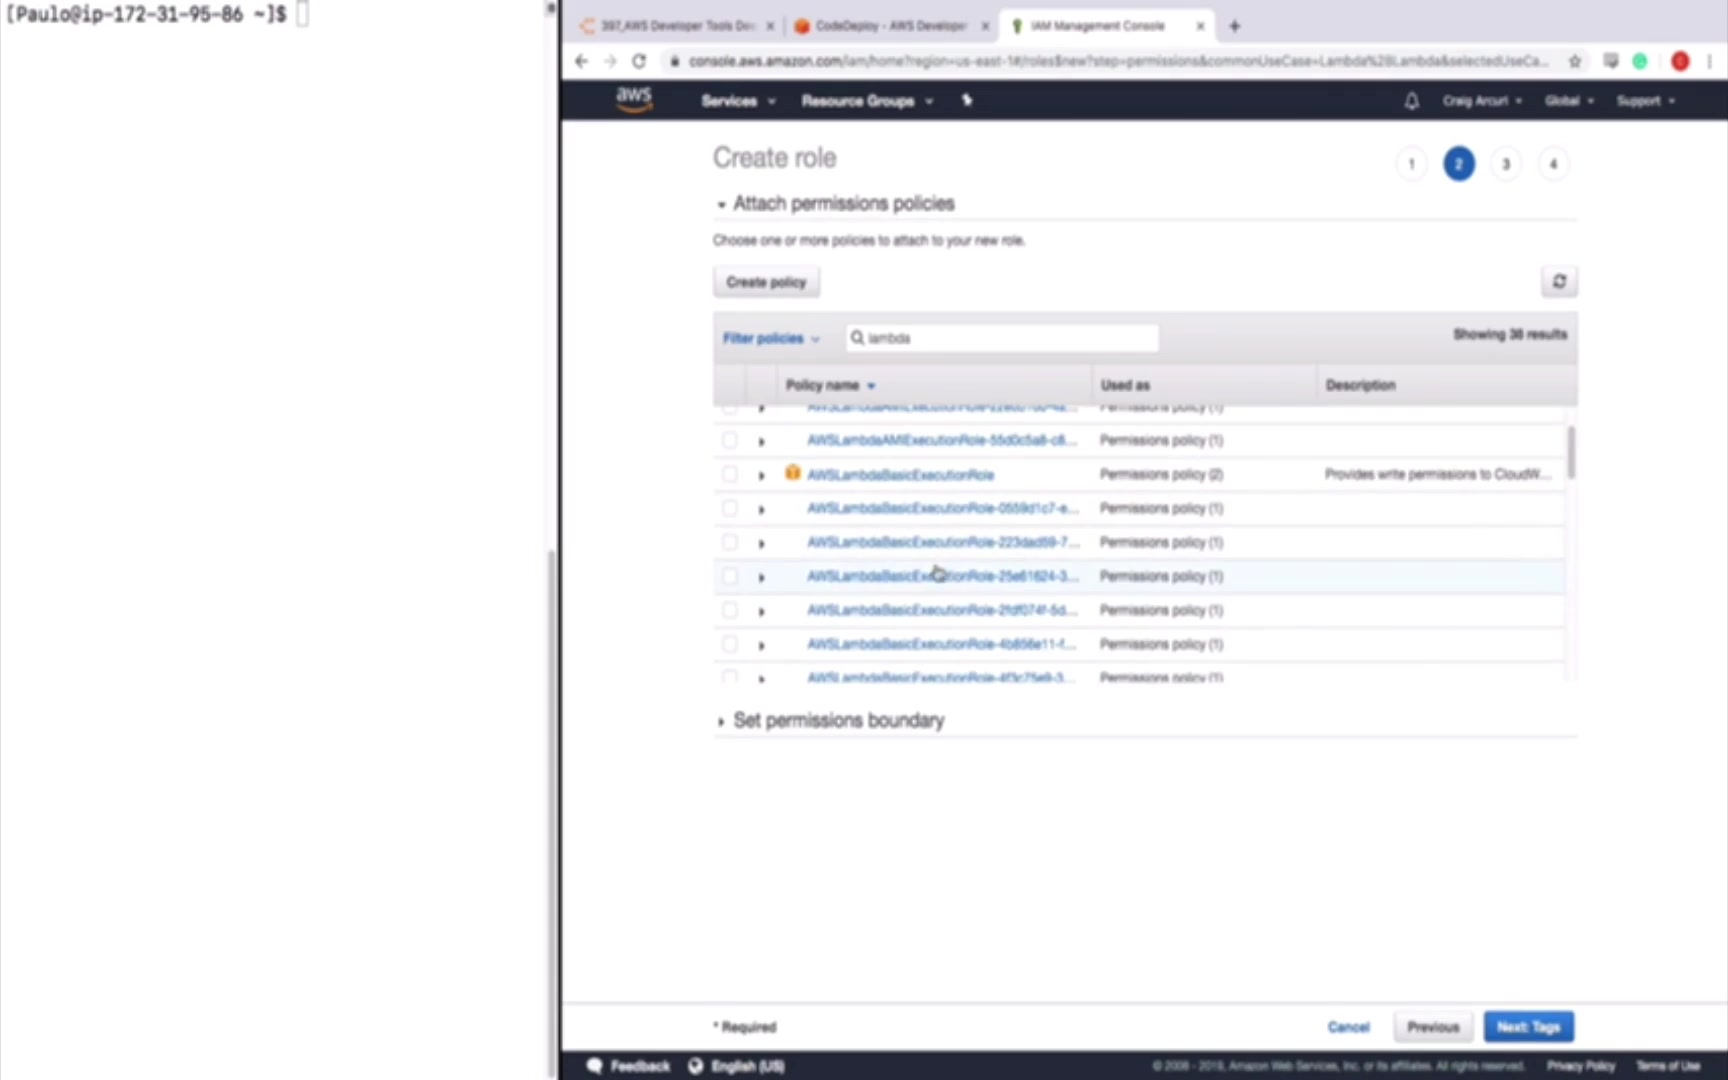 [Paulo@ip-172-31-95-86 ~]$
397_AWS Developer Tools Dec
CodeDeploy - AWS Developer
IAM Management Console
console.aws.amazon.com/iam/home?region=us-east-1#/roles$new?step=permissions&commonUseCase=Lambda%2BLambda&selectedUseCa...
aws
Services
Resource Groups
Craig Arcuri
Global
Support
Create role
1
2
3
4
Attach permissions policies
Choose one or more policies to attach to your new role.
Create policy
Filter policies
lambda
Showing 38 results
Policy name
Used as
Description
Permissions policy (1)
AWSLambdaAMIExecutionRole-55d0c5a8-c8...
Permissions policy (1)
AWSLambdaBasicExecutionRole
Permissions policy (2)
Provides write permissions to CloudW...
AWSLambdaBasicExecutionRole-0559d1c7-e...
Permissions policy (1)
AWSLambdaBasicExecutionRole-223dad59-7...
Permissions policy (1)
AWSLambdaBasicExecutionRole-25e61624-3...
Permissions policy (1)
AWSLambdaBasicExecutionRole-2fdf074f-5d...
Permissions policy (1)
AWSLambdaBasicExecutionRole-4b856e11-f...
Permissions policy (1)
AWSLambdaBasicExecutionRole-4f3c75e9-3...
Permissions policy (1)
Set permissions boundary
* Required
Cancel
Previous
Next: Tags
Feedback
English (US)
© 2008 - 2019, Amazon Web Services, Inc. or its affiliates. All rights reserved.
Privacy Policy
Terms of Use